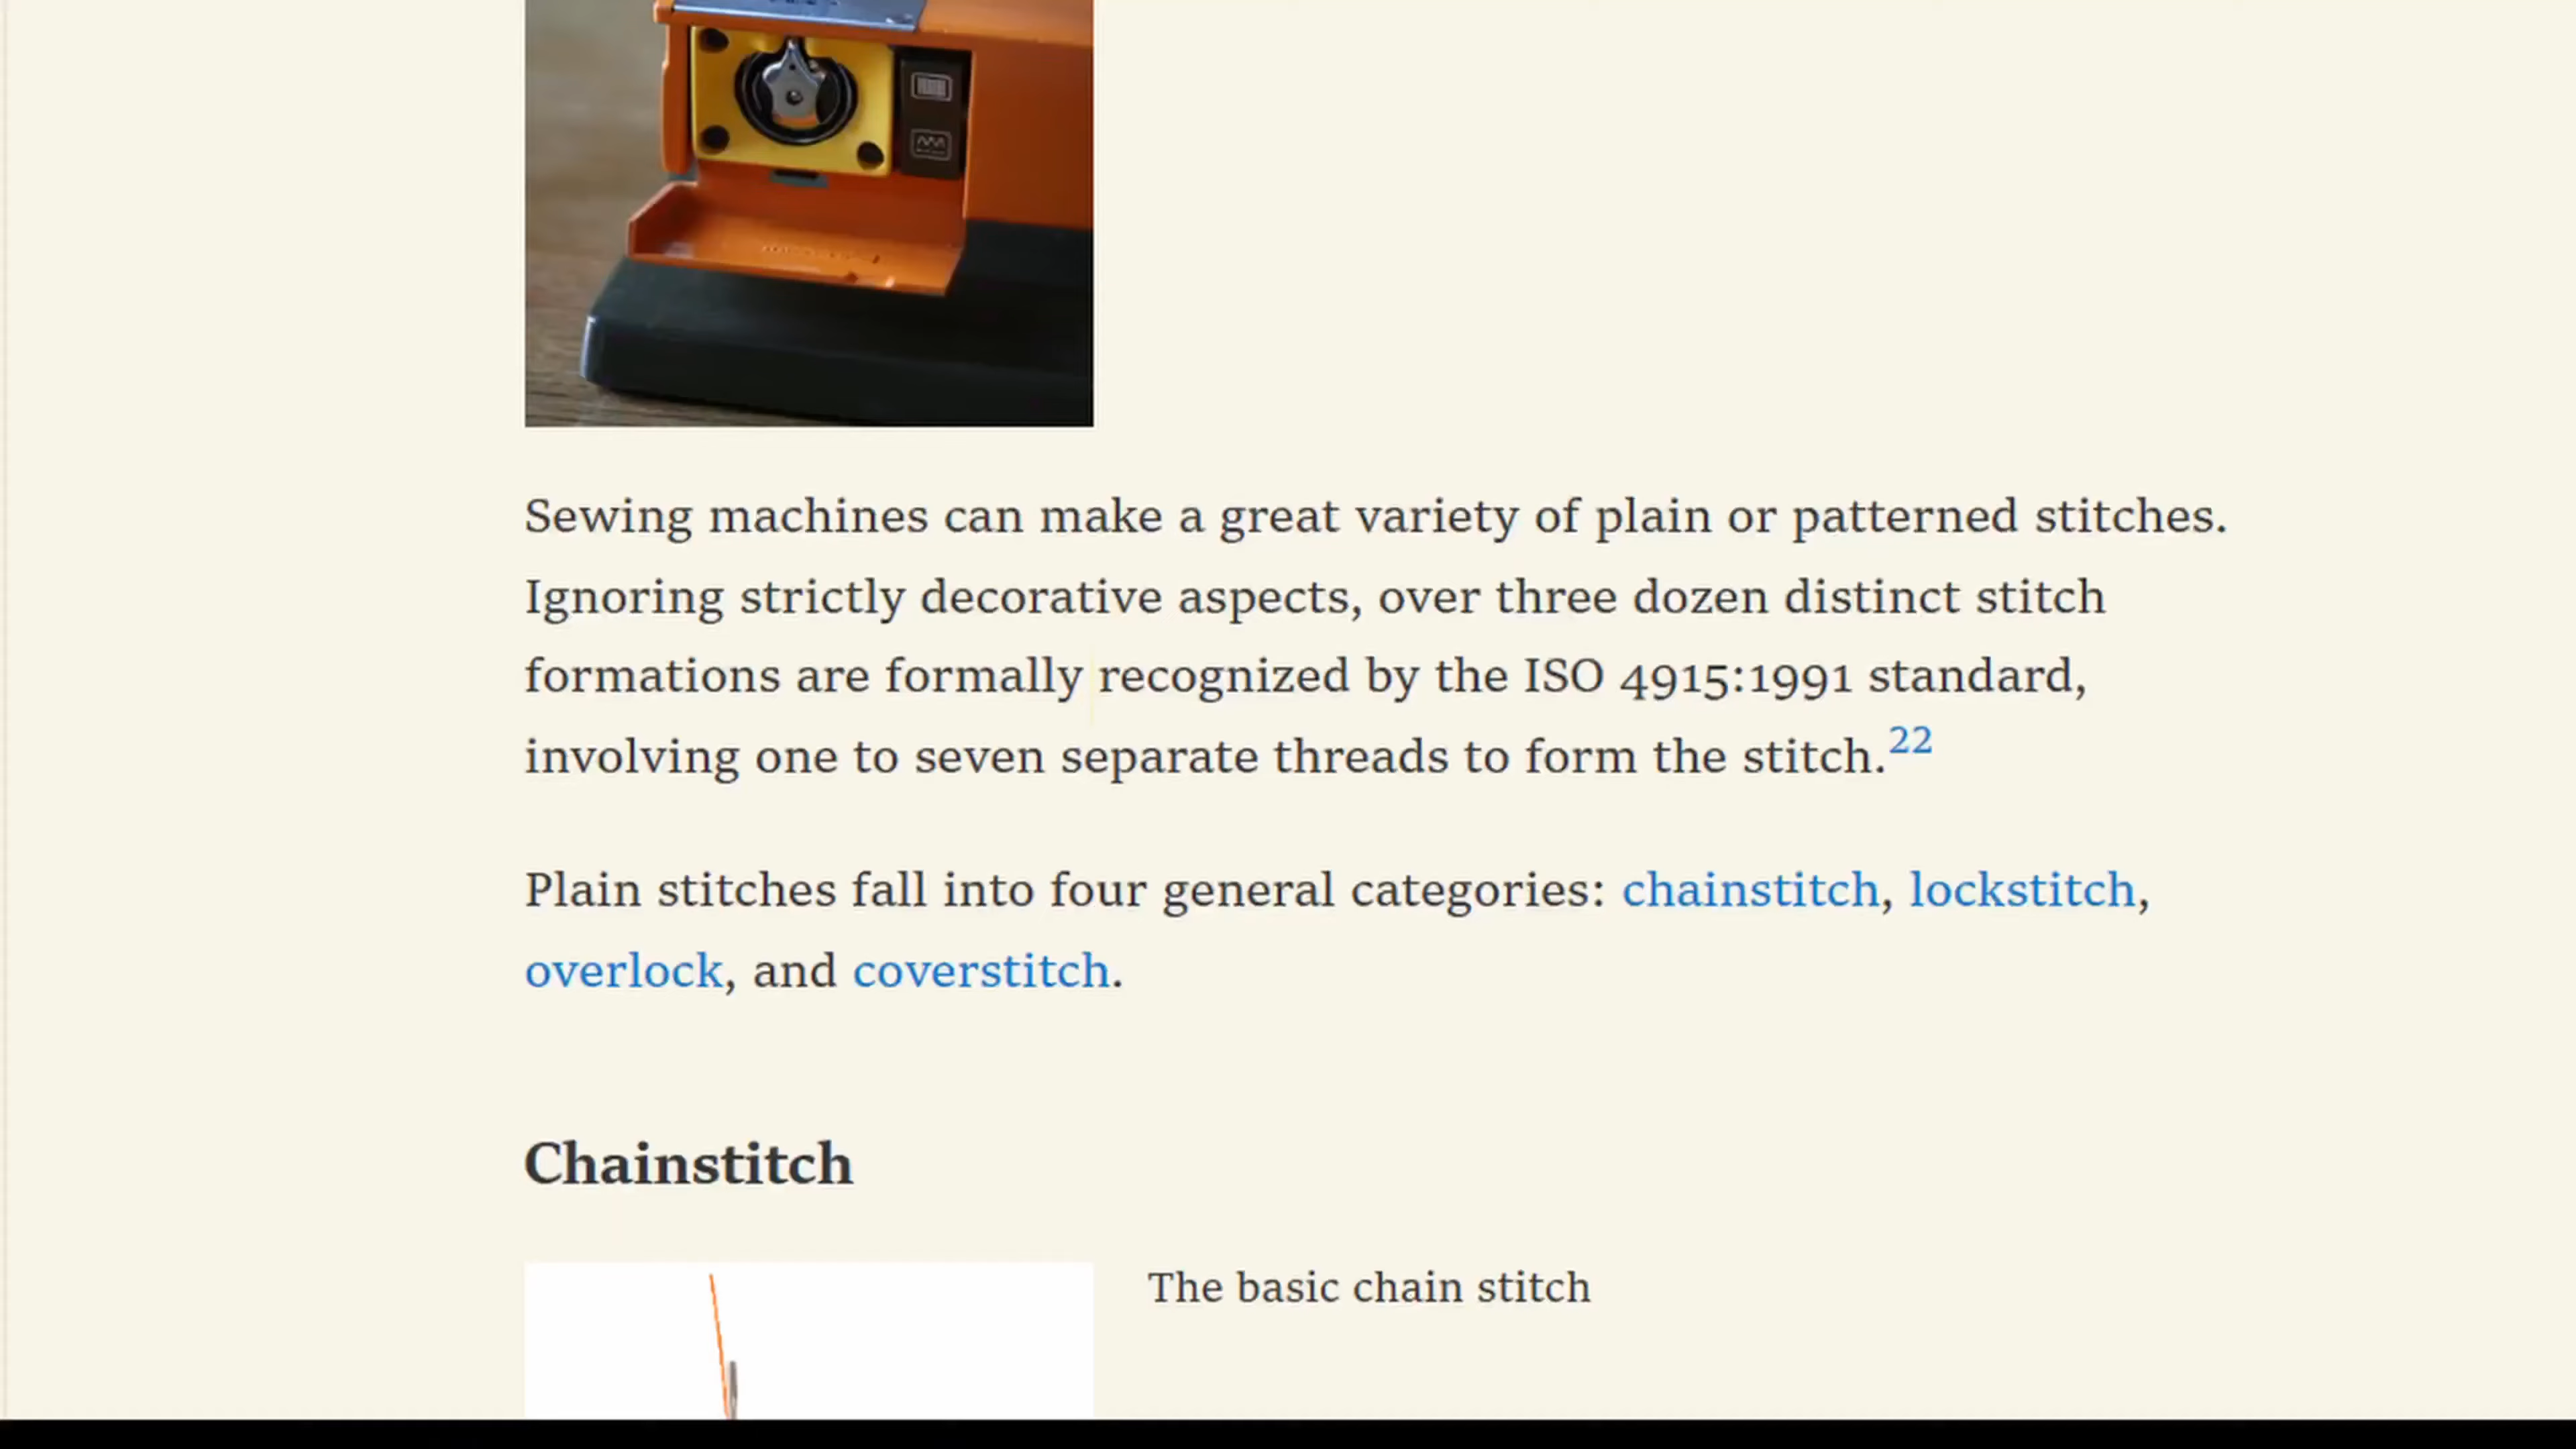 Sewing machines can make a great variety of plain or patterned stitches.
Ignoring strictly decorative aspects, over three dozen distinct stitch
formations are formally recognized by the ISO 4915:1991 standard,
involving one to seven separate threads to form the stitch.22
Plain stitches fall into four general categories: chainstitch, lockstitch,
overlock, and coverstitch.
Chainstitch
The basic chain stitch